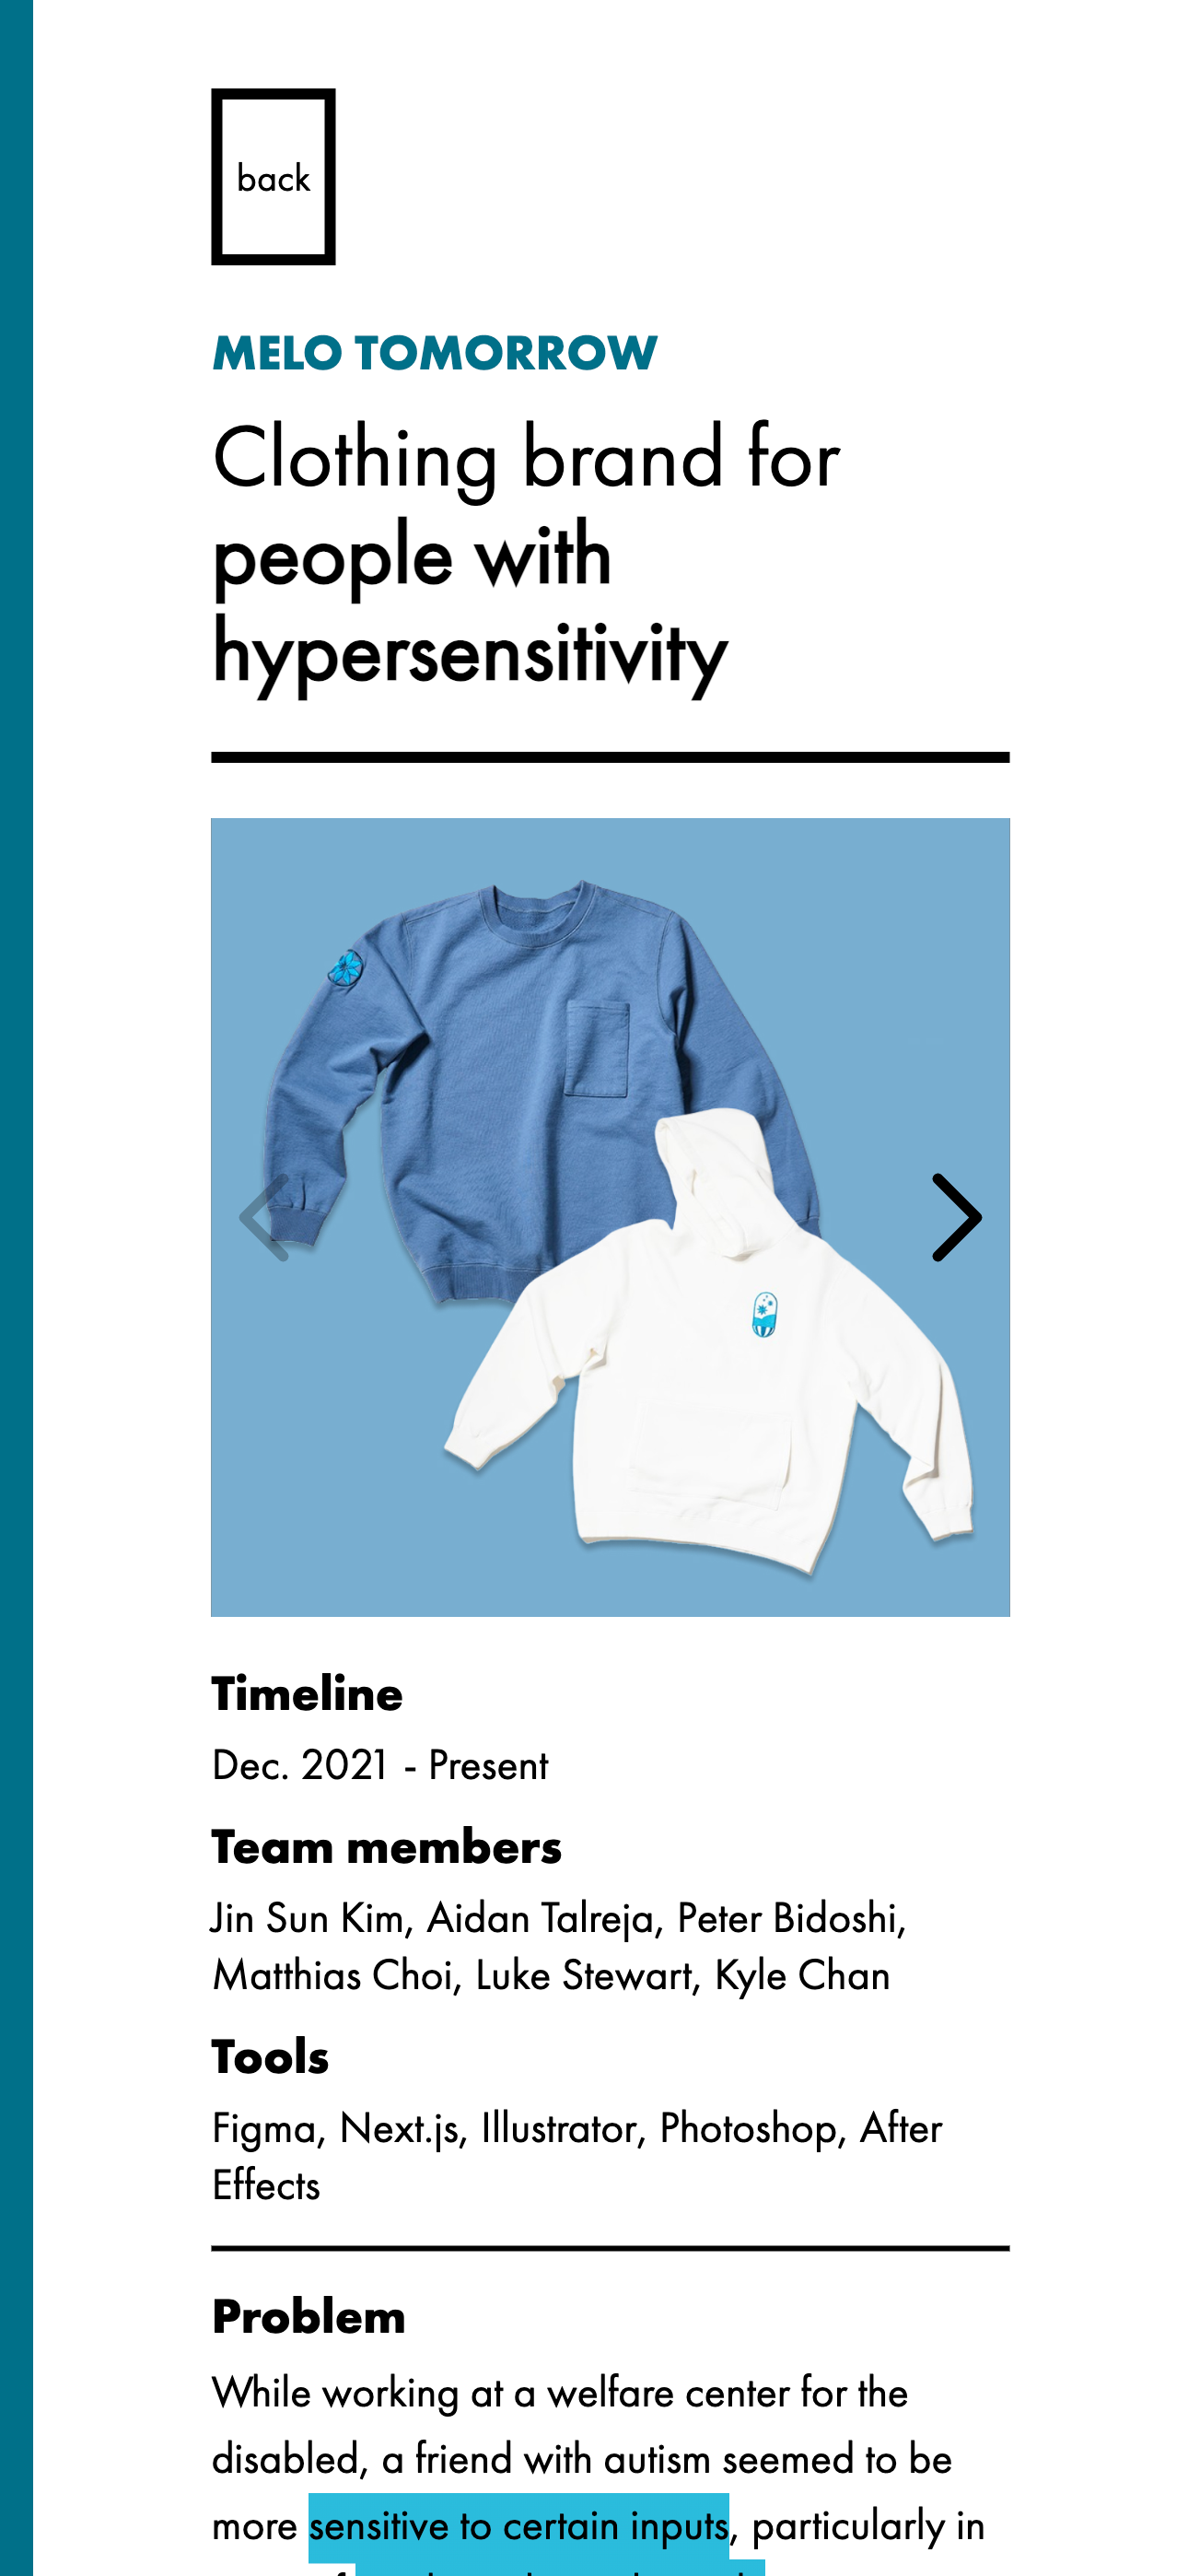 back
MELO TOMORROW
Clothing brand for
people with
hypersensitivity
Timeline
Dec. 2021 - Present
Team members
Jin Sun Kim, Aidan Talreja, Peter Bidoshi,
Matthias Choi, Luke Stewart, Kyle Chan
Tools
Figma, Next.js, Illustrator, Photoshop, After
Effects
Problem
While working at a welfare center for the
disabled, a friend with autism seemed to be
more sensitive to certain inputs, particularly in